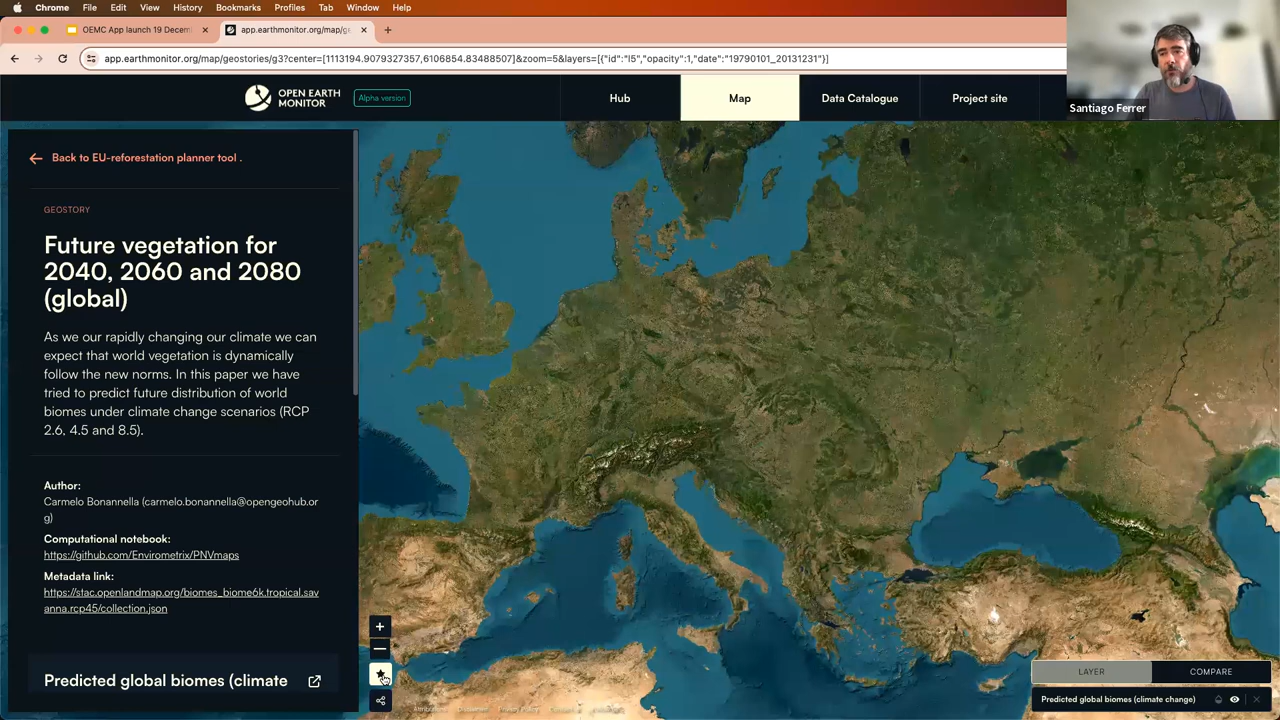 Chrome File Edit View History Bookmarks Profiles Tab Window Help
OEMC App launch 19 Decem
app.earthmonitor.org/map/ge
app.earthmonitor.org/map/geostories/g3?center=[1113194.9079327357,6106854.83488507]&zoom=5&layers=[{"id":"l5","opacity":1,"date":"19790101_20131231"}]
OPEN EARTH
MONITOR
Alpha version
Hub
Map
Data Catalogue
Project site
Santiago Ferrer
Back to EU-reforestation planner tool .
GEOSTORY
Future vegetation for
2040, 2060 and 2080
(global)
As we our rapidly changing our climate we can
expect that world vegetation is dynamically
follow the new norms. In this paper we have
tried to predict future distribution of world
biomes under climate change scenarios (RCP
2.6, 4.5 and 8.5).
Author:
Carmelo Bonannella (carmelo.bonannella@opengeohub.or
g)
Computational notebook:
https://github.com/Envirometrix/PNVmaps
Metadata link:
https://stac.openlandmap.org/biomes_biome6k.tropical.sav
anna.rcp45/collection.json
Predicted global biomes (climate
LAYER
COMPARE
Predicted global biomes (climate change)